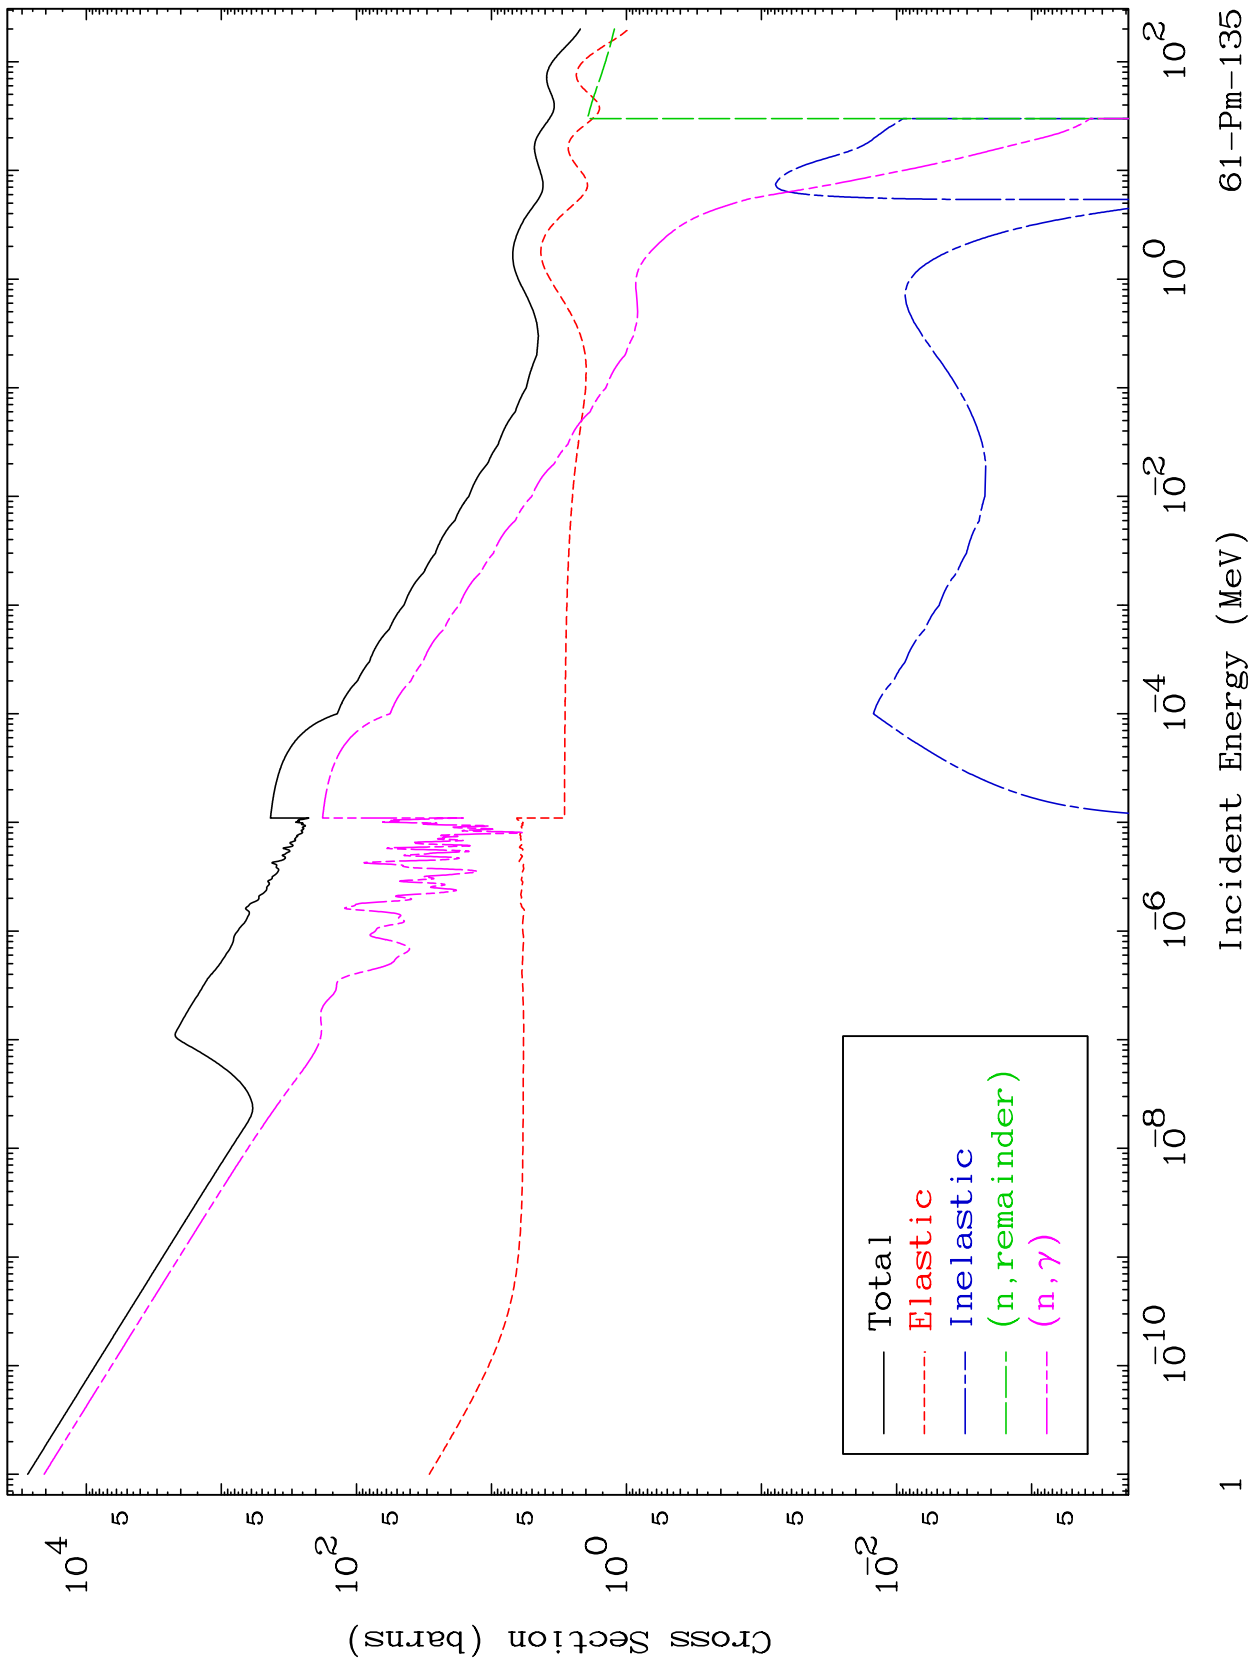 Cross Section (barns)
10^4
5
5
10^2
5
5
10^0
5
5
10^-2
5
5
Total
Elastic
Inelastic
(n,remainder)
(n,γ)
10^-10
10^-8
10^-6
10^-4
10^-2
10^0
10^2
1
Incident Energy (MeV)
61-Pm-135